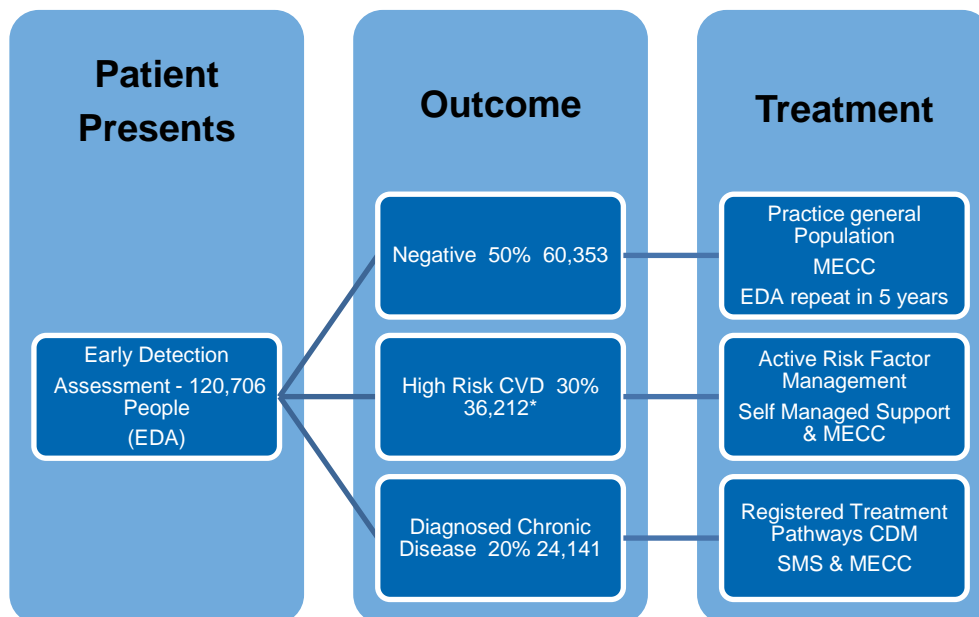 Patient
Presents
Early Detection
Assessment - 120,706
People
(EDA)
Outcome
Negative 50% 60,353
High Risk CVD 30%
36,212*
Diagnosed Chronic
Disease 20% 24,141
Treatment
Practice general
Population
MECC
EDA repeat in 5 years
Active Risk Factor
Management
Self Managed Support
& MECC
Registered Treatment
Pathways CDM
SMS & MECC